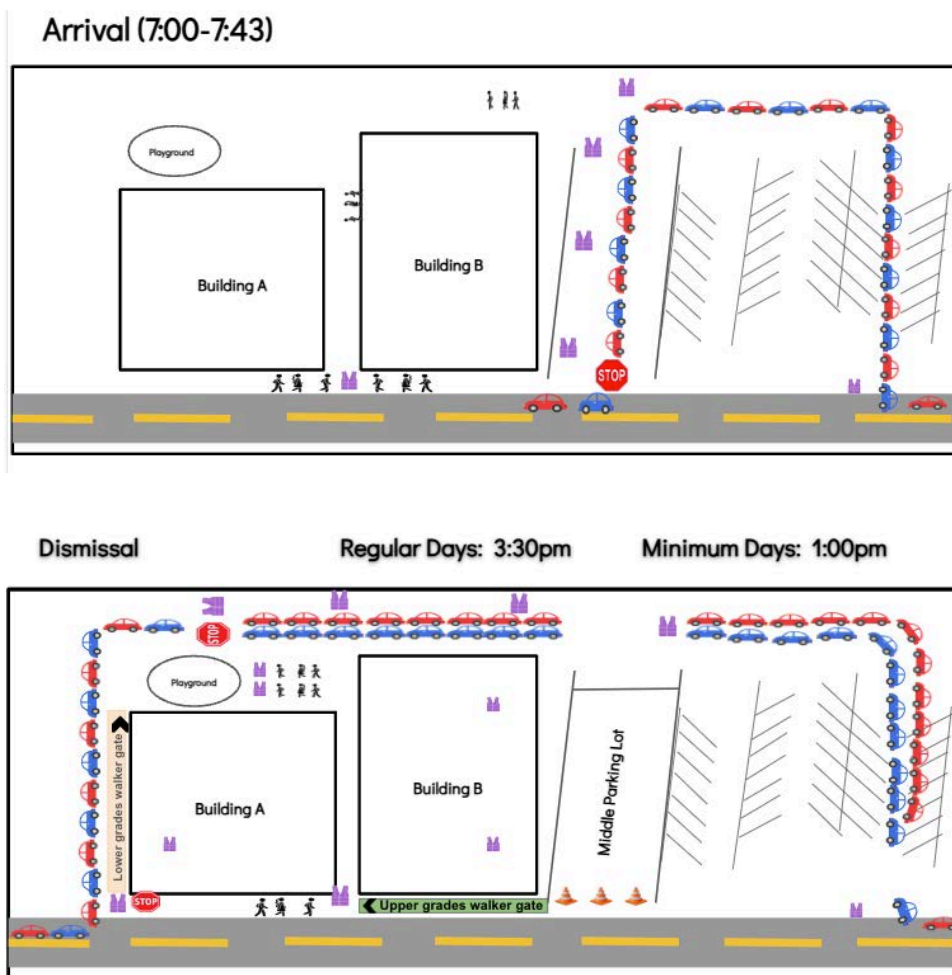 Arrival (7:00-7:43)
Playground
Building A
Building B
STOP
Dismissal
Regular Days: 3:30pm
Minimum Days: 1:00pm
STOP
Playground
Lower grades walker gate
Building A
Building B
Middle Parking Lot
STOP
Upper grades walker gate